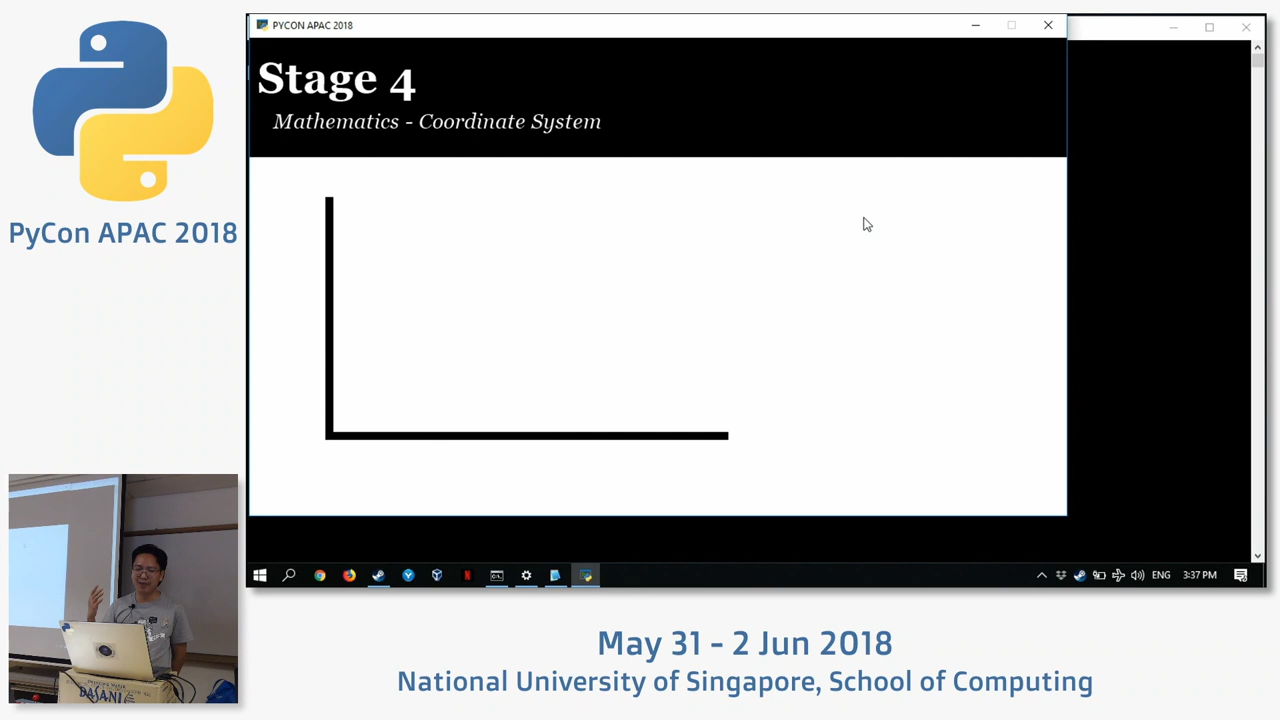 PyCon APAC 2018
PYCON APAC 2018
Stage 4
Mathematics - Coordinate System
ENG
3:37 PM
DASANI
May 31 - 2 Jun 2018
National University of Singapore, School of Computing